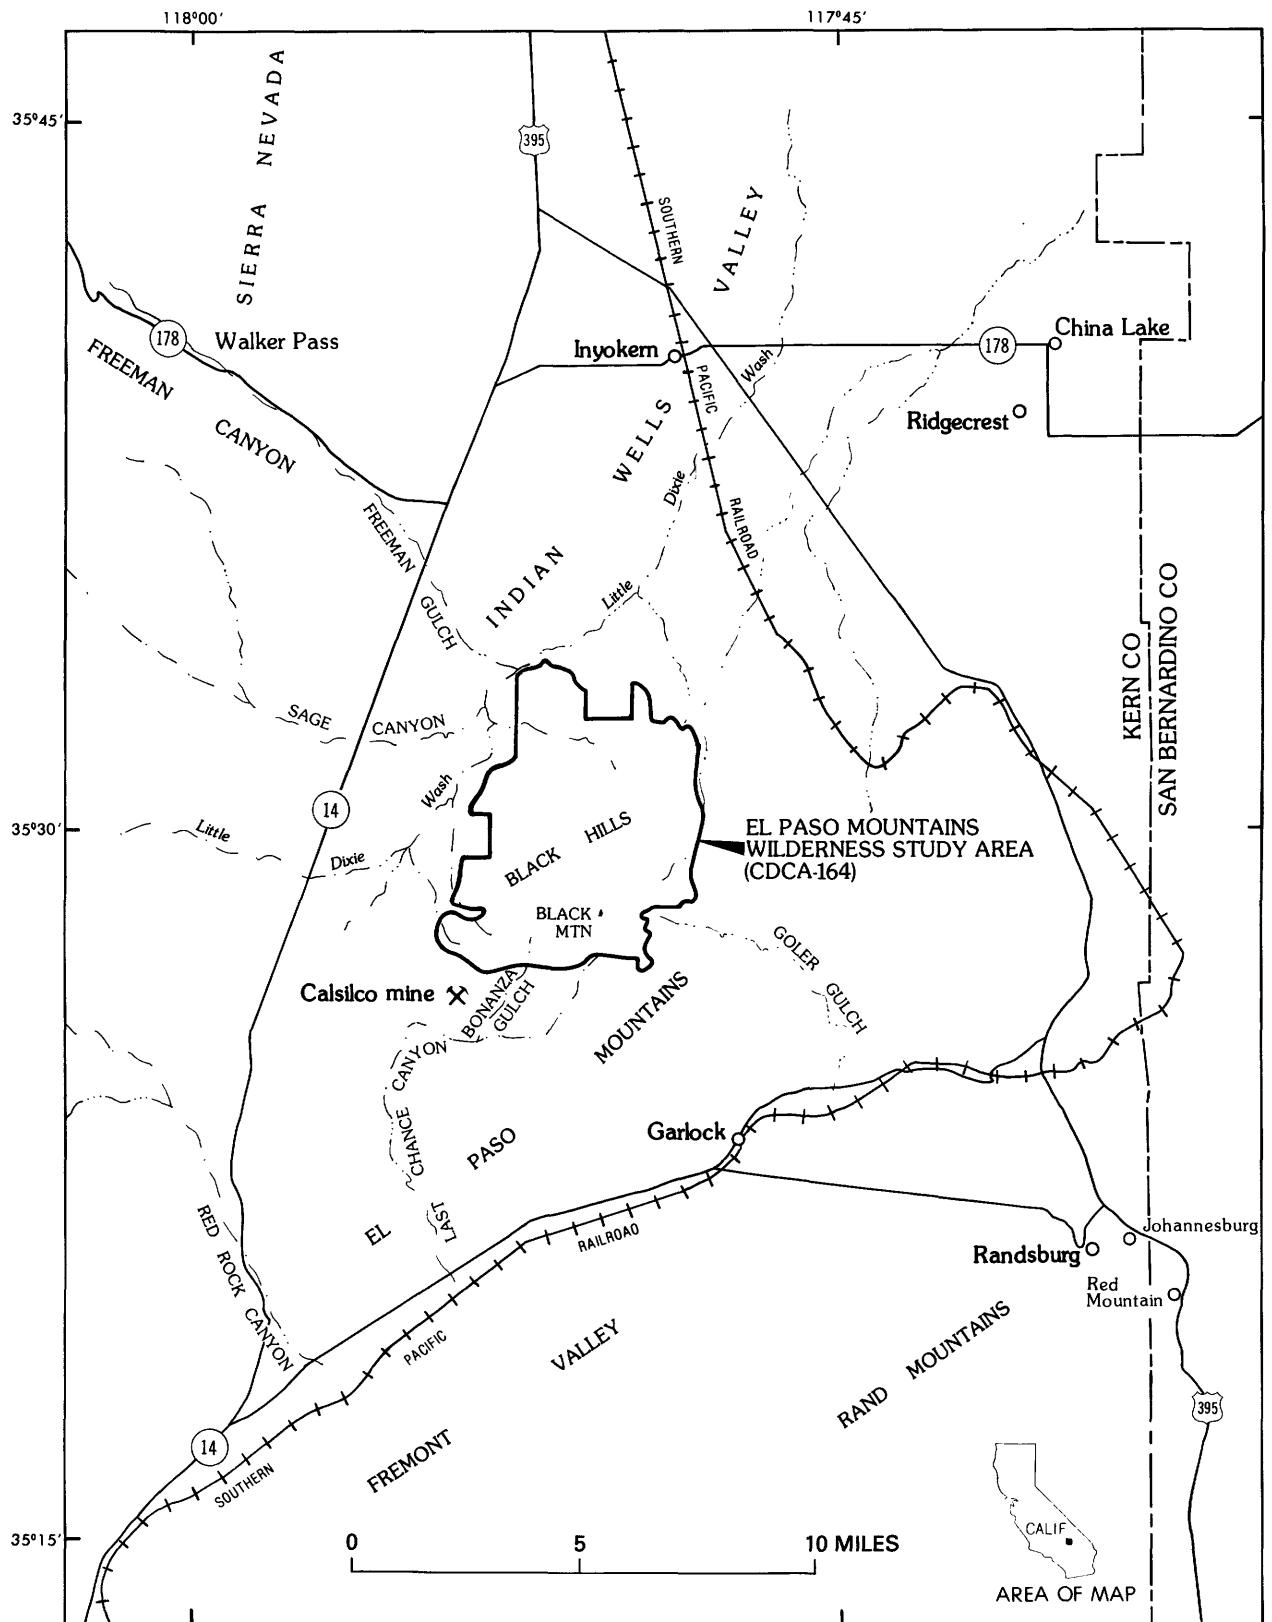 118°00'
117°45'
35°45'
SIERRA NEVADA
395
SOUTHERN
VALLEY
178
Walker Pass
FREEMAN
CANYON
Inyokern
PACIFIC
Wash
178
China Lake
Ridgecrest
WELLS
Dixie
RAILROAD
FREEMAN
GULCH
INDIAN
Little
KERN CO
SAN BERNARDINO CO
SAGE
CANYON
Wash
14
35°30'
Little
Dixie
BLACK
HILLS
EL PASO MOUNTAINS
WILDERNESS STUDY AREA
(CDCA-164)
BLACK
MTN
GOLER
GULCH
Calsilco mine
BONANZA
GULCH
MOUNTAINS
LAST CHANCE CANYON
Garlock
PASO
EL
RED ROCK CANYON
RAILROAD
Johannesburg
Randsburg
Red
Mountain
PACIFIC
VALLEY
RAND MOUNTAINS
395
14
SOUTHERN
FREMONT
35°15'
0 5 10 MILES
CALIF
AREA OF MAP